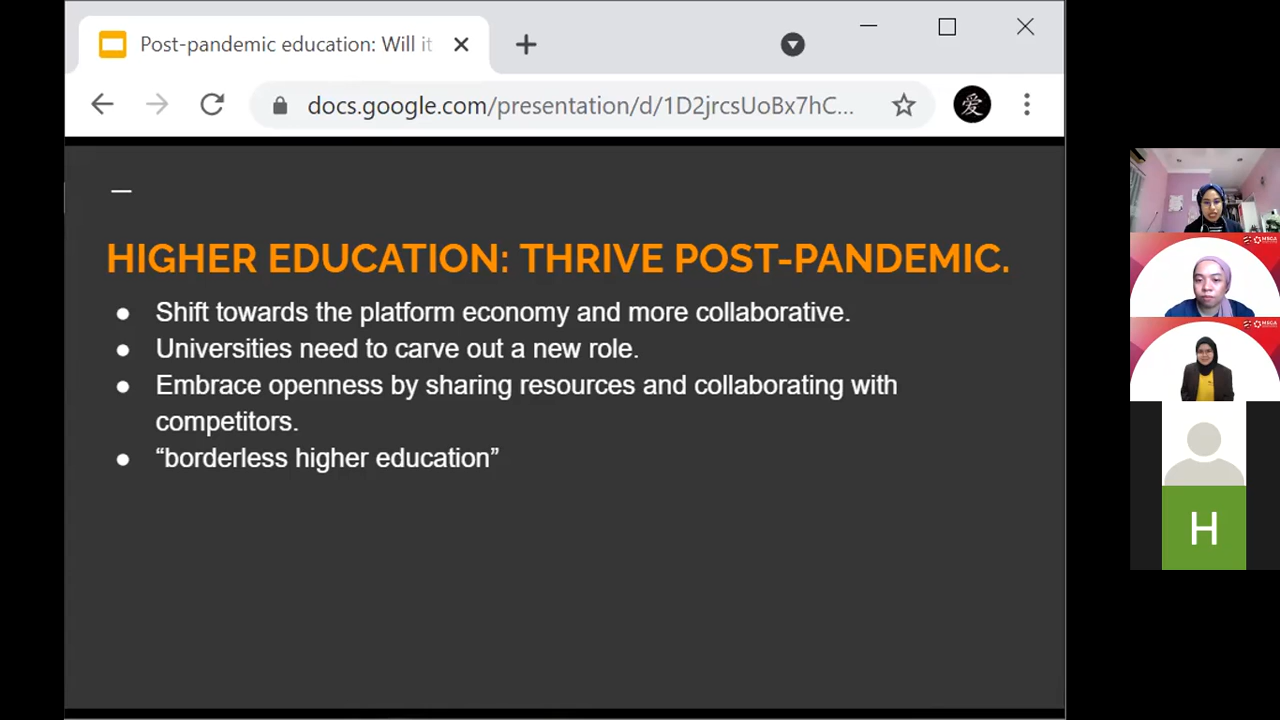 Post-pandemic education: Will it
docs.google.com/presentation/d/1D2jrcsUoBx7hC...
爱
HIGHER EDUCATION: THRIVE POST-PANDEMIC.
Shift towards the platform economy and more collaborative.
Universities need to carve out a new role.
Embrace openness by sharing resources and collaborating with
competitors.
“borderless higher education”
H